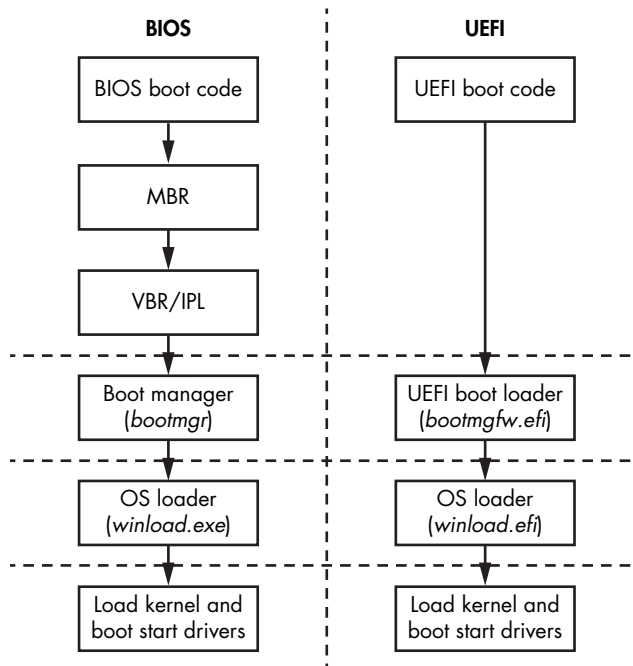 BIOS
UEFI
BIOS boot code
UEFI boot code
MBR
VBR/IPL
Boot manager
(bootmgr)
UEFI boot loader
(bootmgfw.efi)
OS loader
(winload.exe)
OS loader
(winload.efi)
Load kernel and
boot start drivers
Load kernel and
boot start drivers